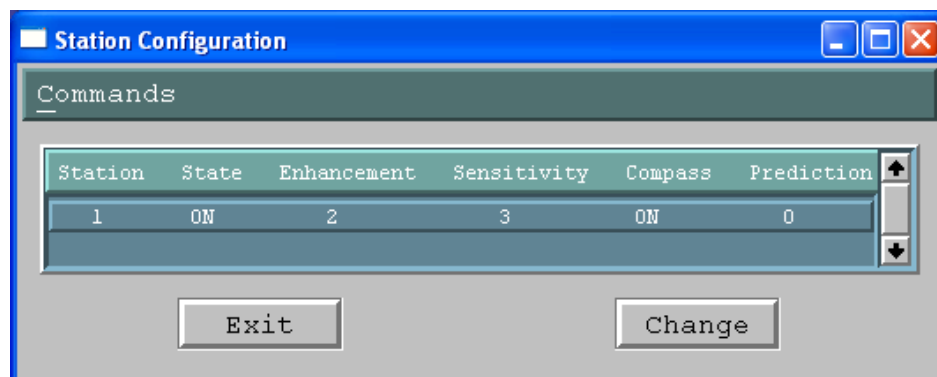 Station Configuration
Commands
Station State Enhancement Sensitivity Compass Prediction
1 ON 2 3 ON 0
Exit Change